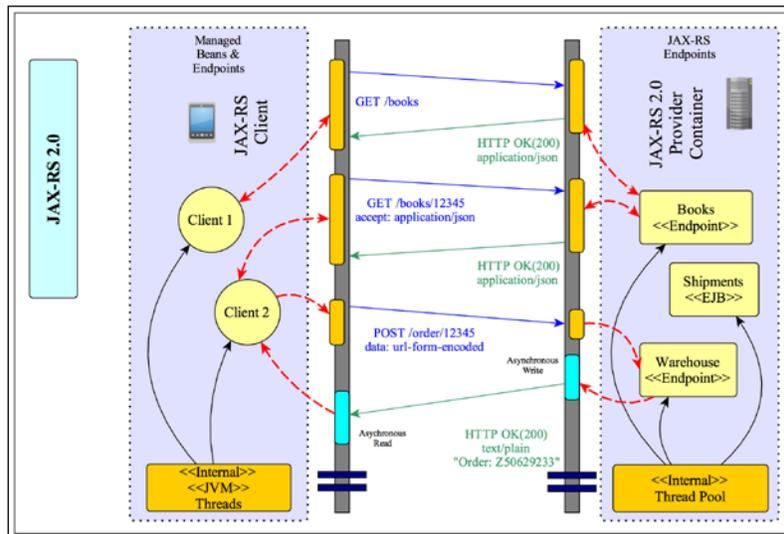 JAX-RS 2.0
Managed
Beans &
Endpoints
JAX-RS
Client
Client 1
Client 2
<<Internal>>
<<JVM>>
Threads
GET /books
HTTP OK(200)
application/json
GET /books/12345
accept: application/json
HTTP OK(200)
application/json
POST /order/12345
data: url-form-encoded
Asynchronous
Write
Asychronous
Read
HTTP OK(200)
text/plain
"Order: Z50629233"
JAX-RS
Endpoints
JAX-RS 2.0
Provider
Container
Books
<<Endpoint>>
Shipments
<<EJB>>
Warehouse
<<Endpoint>>
<<Internal>>
Thread Pool